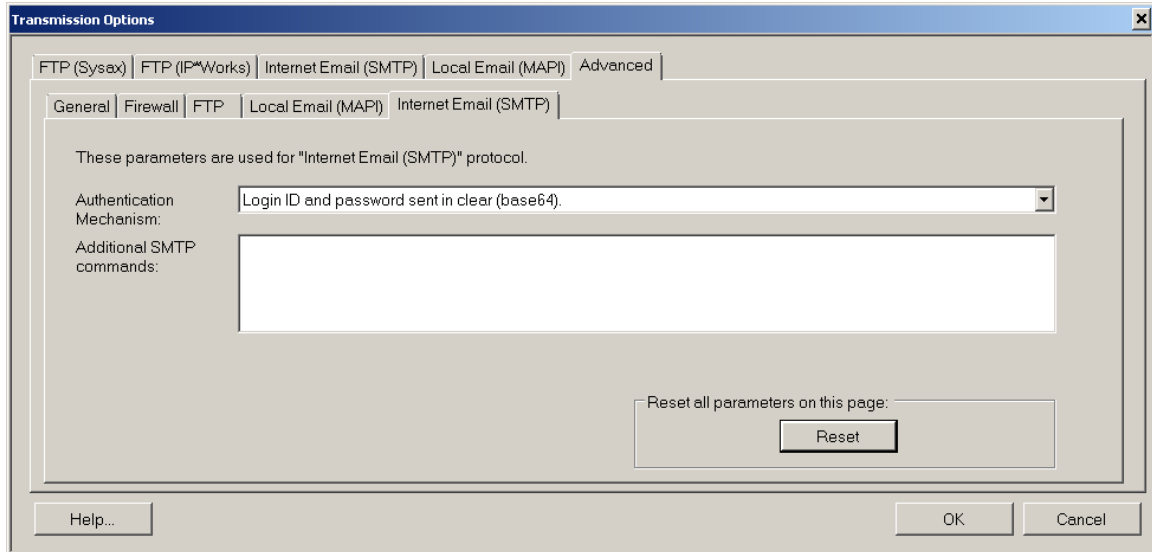 Transmission Options
FTP (Sysax) FTP (IP*Works) Internet Email (SMTP) Local Email (MAPI) Advanced
General Firewall FTP Local Email (MAPI) Internet Email (SMTP)
These parameters are used for "Internet Email (SMTP)" protocol.
Authentication
Mechanism:
Login ID and password sent in clear (base64).
Additional SMTP
commands:
Reset all parameters on this page:
Reset
Help... OK Cancel